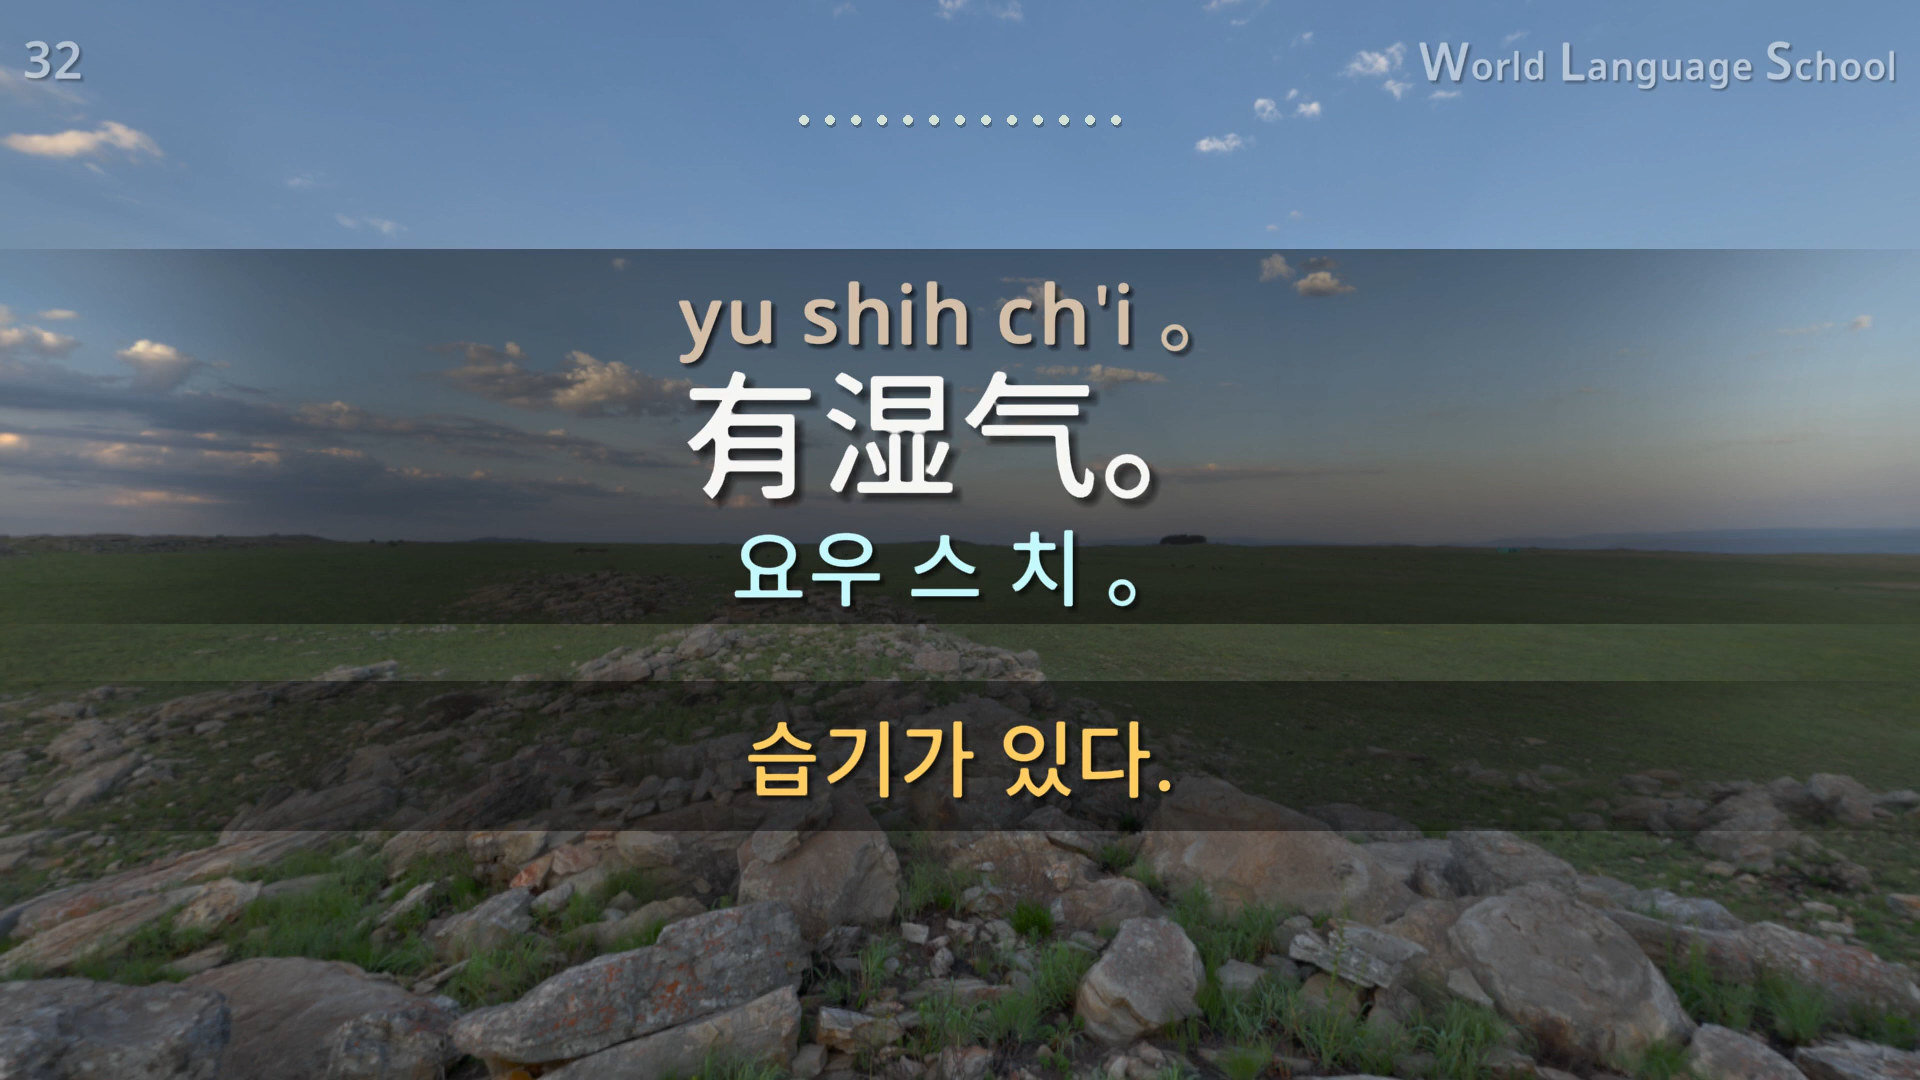 32
World Language School
yu shih ch'i 。
有湿气。
요우 스 치 。
습기가 있다.